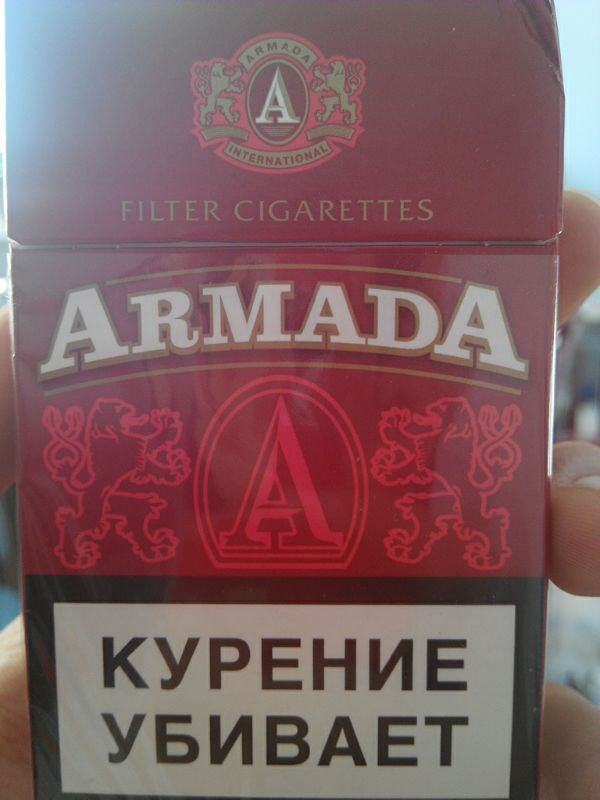 ARMADA
A
INTERNATIONAL
FILTER CIGARETTES
ARMADA
A
КУРЕНИЕ
УБИВАЕТ